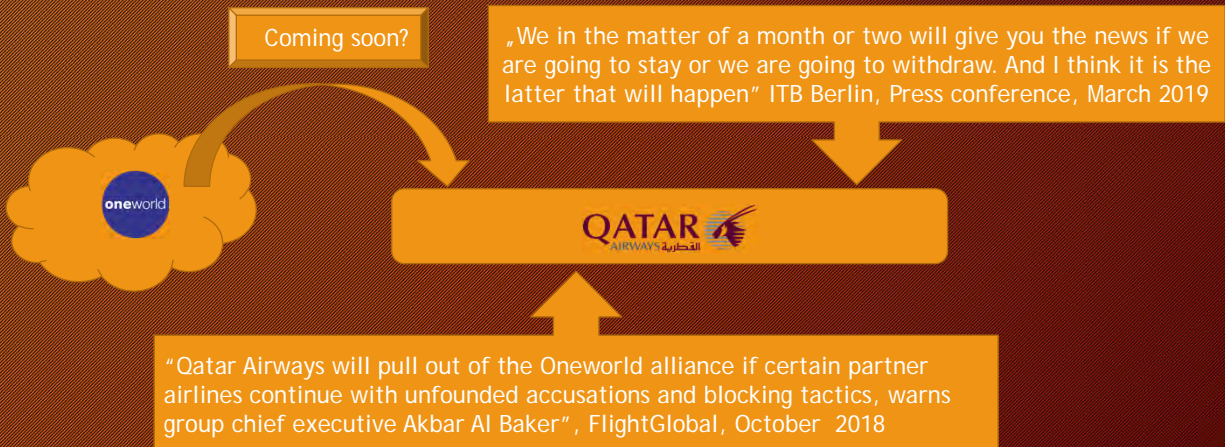 Coming soon?
„We in the matter of a month or two will give you the news if we
are going to stay or we are going to withdraw. And I think it is the
latter that will happen” ITB Berlin, Press conference, March 2019
oneworld
QATAR
AIRWAYS القطرية
“Qatar Airways will pull out of the Oneworld alliance if certain partner
airlines continue with unfounded accusations and blocking tactics, warns
group chief executive Akbar Al Baker”, FlightGlobal, October 2018